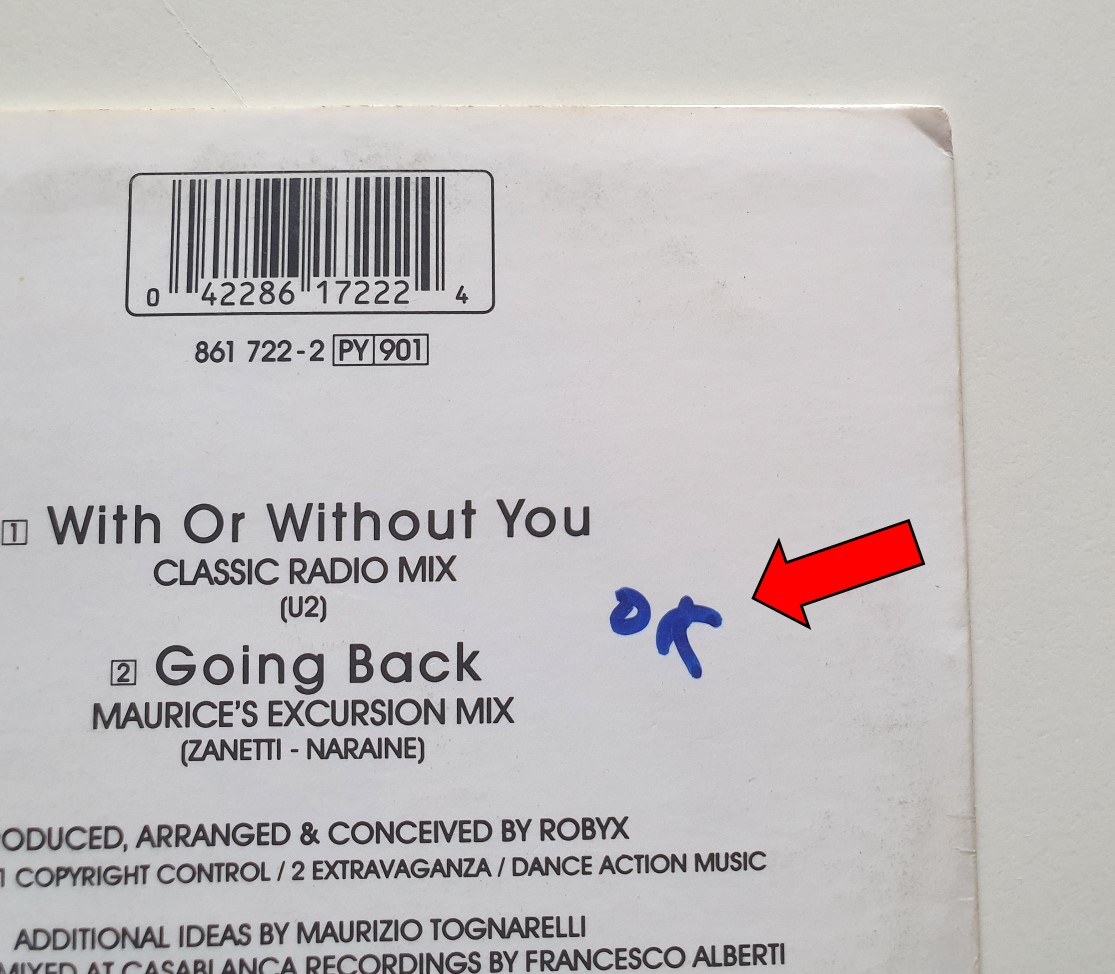 0 42286 17222 4
861 722-2 PY 901
1 With Or Without You
CLASSIC RADIO MIX
(U2)
OK
2 Going Back
MAURICE'S EXCURSION MIX
(ZANETTI - NARAINE)
ODUCED, ARRANGED & CONCEIVED BY ROBYX
1 COPYRIGHT CONTROL / 2 EXTRAVAGANZA / DANCE ACTION MUSIC
ADDITIONAL IDEAS BY MAURIZIO TOGNARELLI
MIXED AT CASABLANCA RECORDINGS BY FRANCESCO ALBERTI